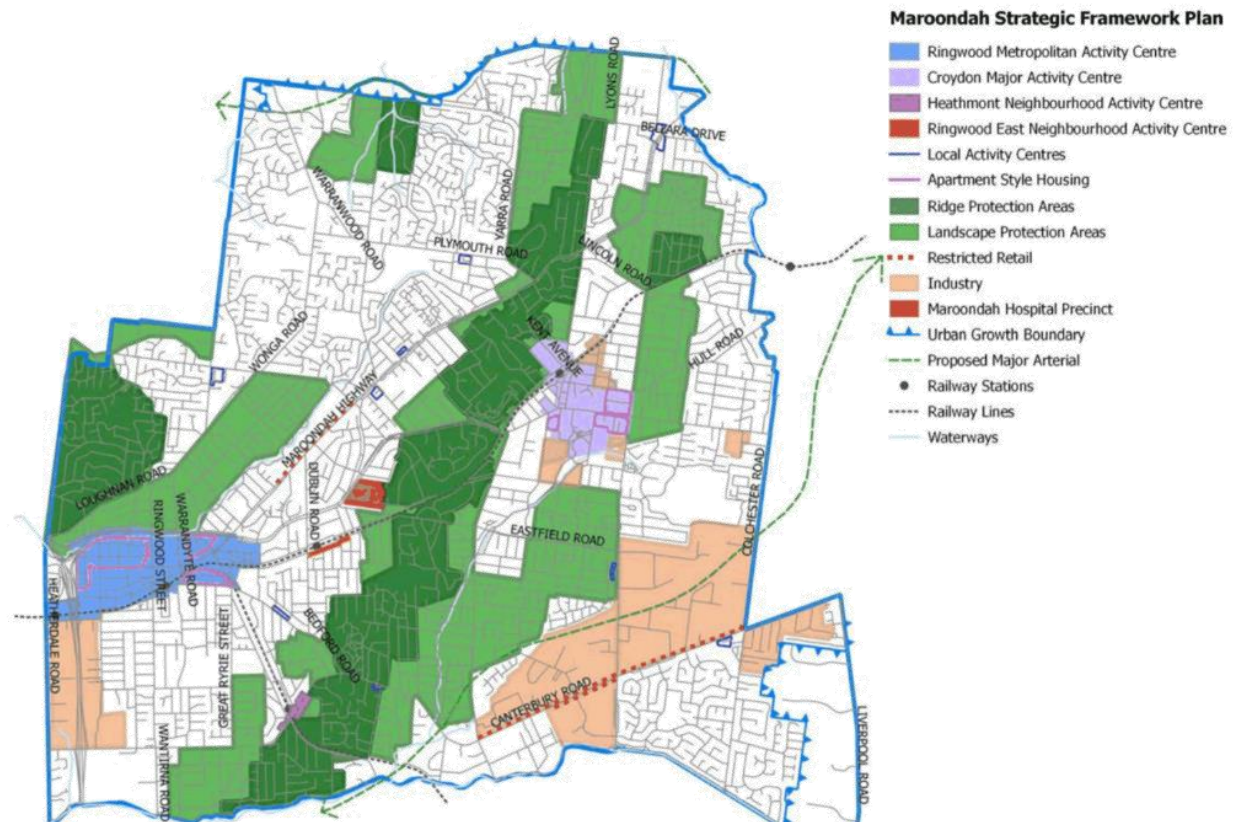 Maroondah Strategic Framework Plan
Ringwood Metropolitan Activity Centre
Croydon Major Activity Centre
Heathmont Neighbourhood Activity Centre
Ringwood East Neighbourhood Activity Centre
Local Activity Centres
Apartment Style Housing
Ridge Protection Areas
Landscape Protection Areas
Restricted Retail
Industry
Maroondah Hospital Precinct
Urban Growth Boundary
Proposed Major Arterial
Railway Stations
Railway Lines
Waterways
LYONS ROAD
BEMZARA DRIVE
WARRANWOOD ROAD
YARRA ROAD
PLYMOUTH ROAD
LINCOLN ROAD
KENT AVENUE
HULL ROAD
WONGA ROAD
MAROONDAH HIGHWAY
LOUGHNAN ROAD
DUBLIN ROAD
WARRANDYTE ROAD
RINGWOOD STREET
EASTFIELD ROAD
COLCHESTER ROAD
HEATHERDALE ROAD
BEDFORD ROAD
GREAT RYRIE STREET
CANTERBURY ROAD
WANTIRNA ROAD
LIVERPOOL ROAD